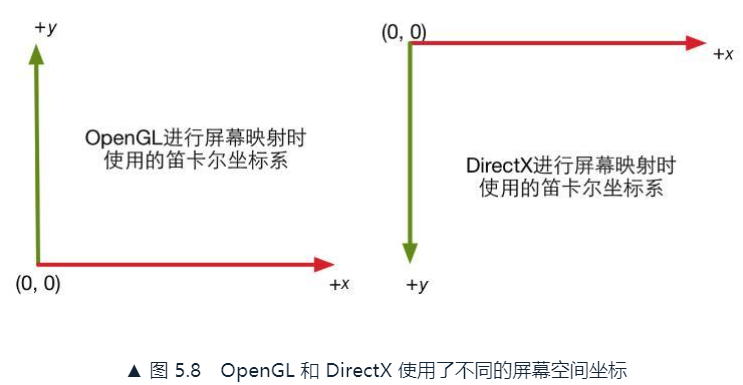 +y
OpenGL进行屏幕映射时
使用的笛卡尔坐标系
(0, 0)
+x
(0, 0)
+x
DirectX进行屏幕映射时
使用的笛卡尔坐标系
+y
▲ 图 5.8 OpenGL 和 DirectX 使用了不同的屏幕空间坐标